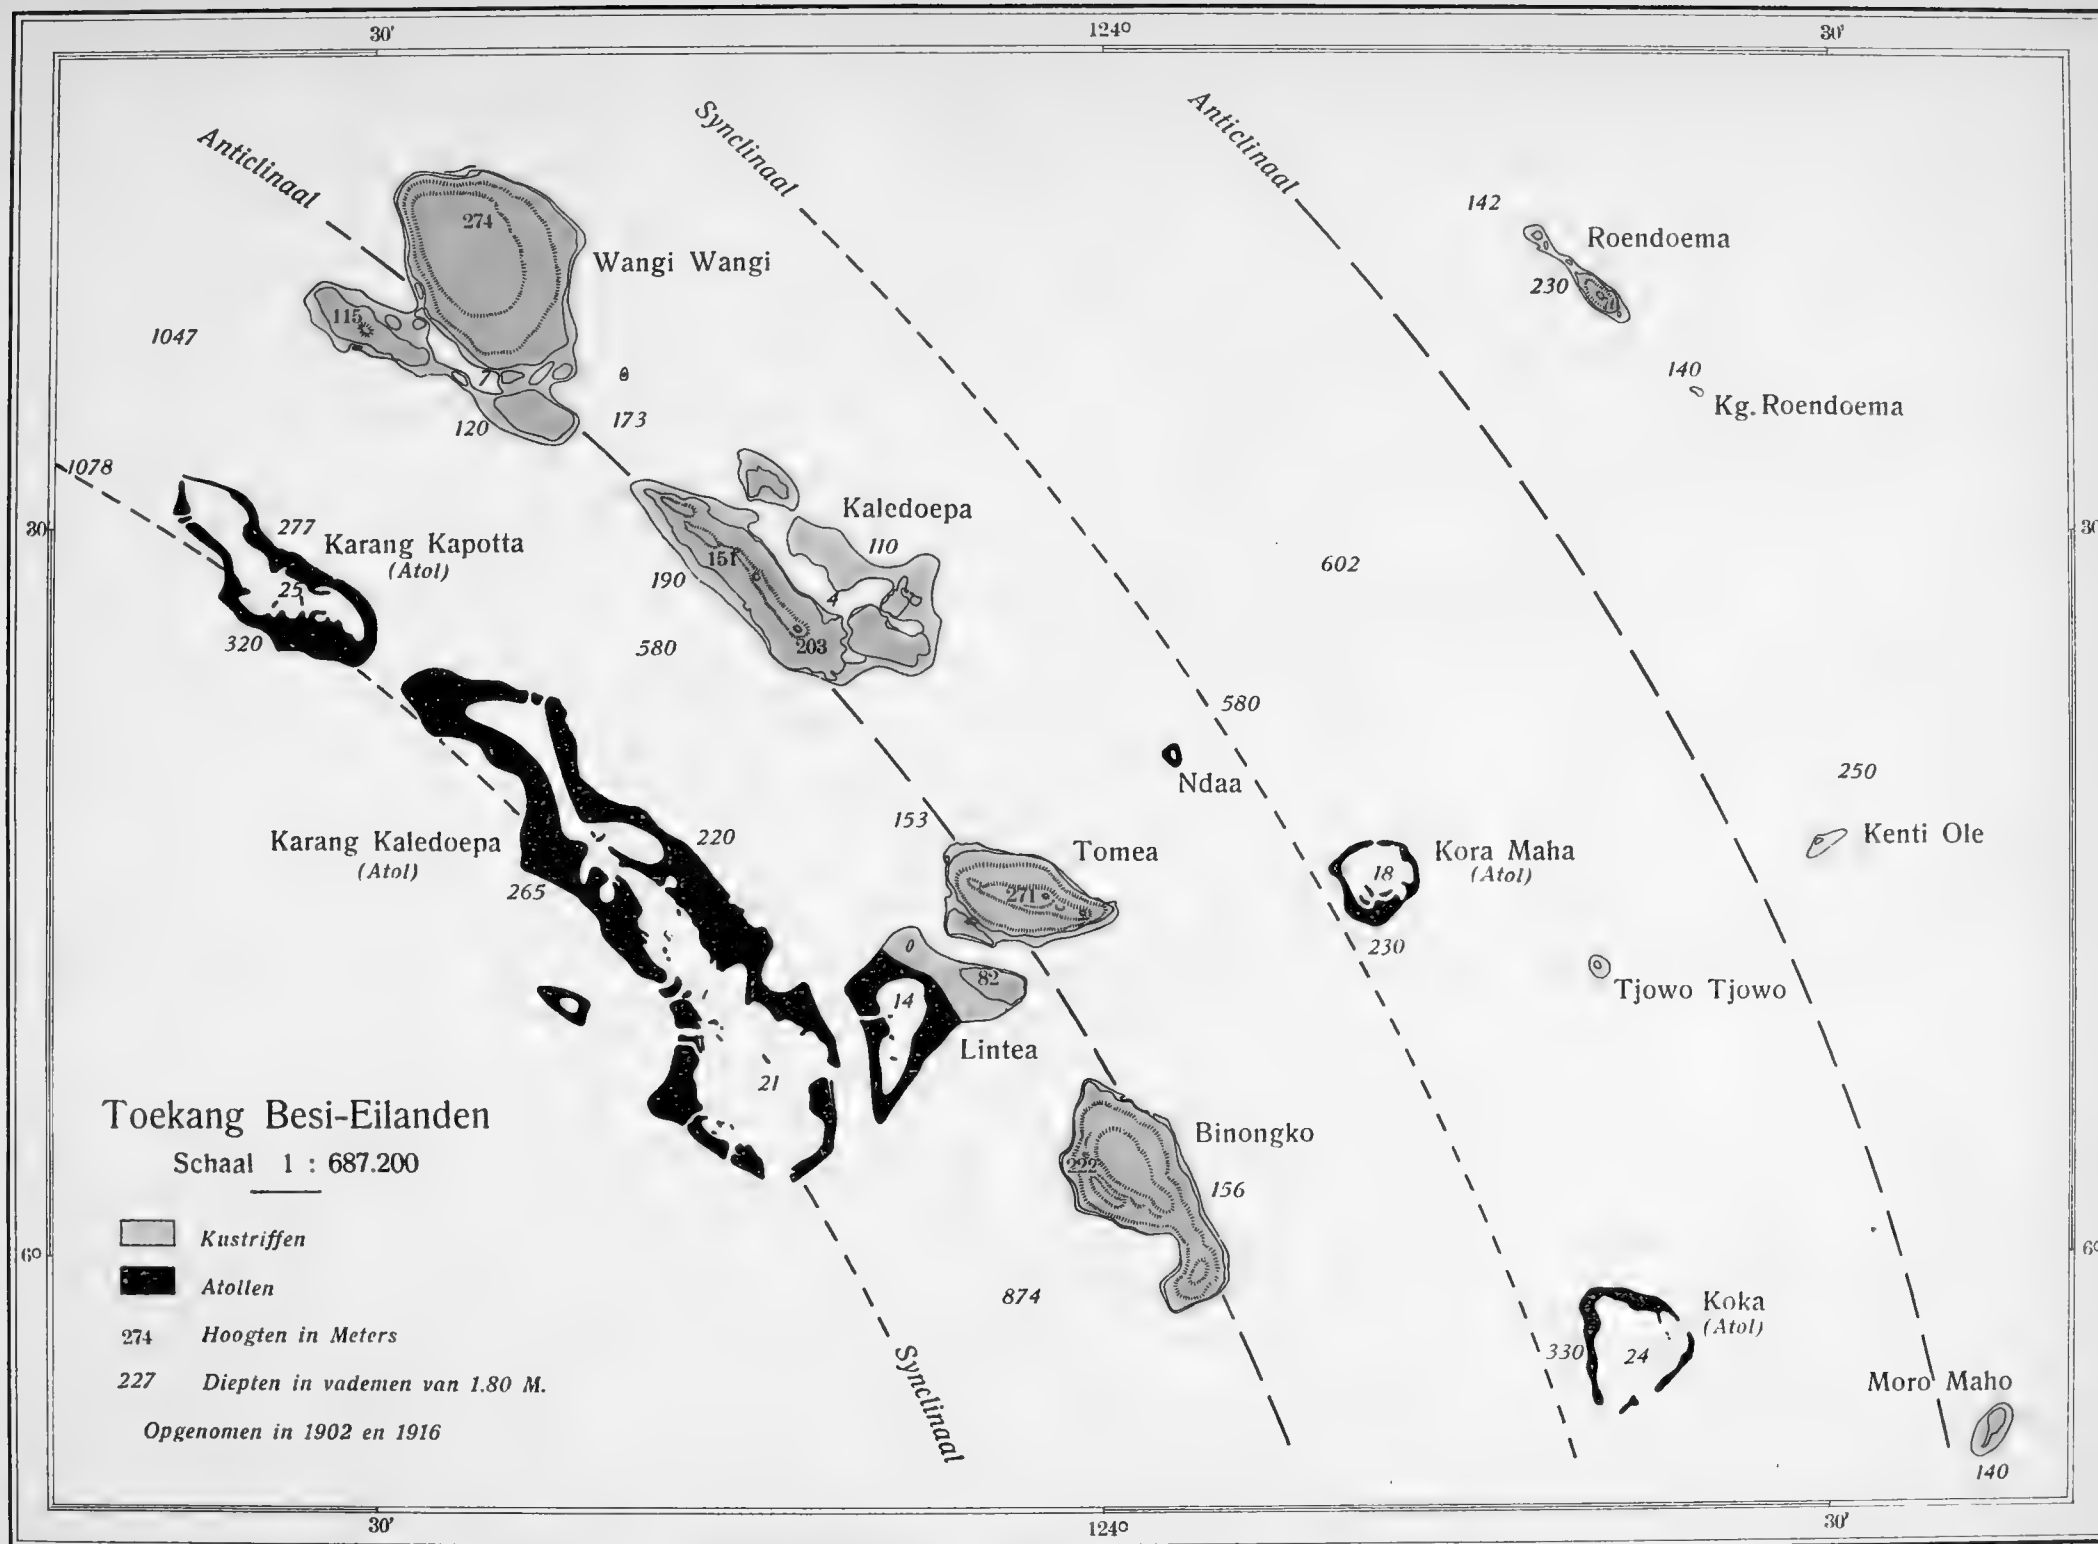 30'
124°
30'
Anticlinaal
Synclinaal
Anticlinaal
274
Wangi Wangi
142
Roendoema
230
115
1047
7
120
173
140
Kg. Roendoema
1078
30'
277
Karang Kapotta
(Atol)
25
320
Kaledoepa
110
151
190
4
203
580
602
30
580
Ndaa
250
Kenti Ole
153
Karang Kaledoepa
(Atol)
220
265
Tomea
271
Kora Maha
(Atol)
18
230
0
82
14
Lintea
Tjowo Tjowo
21
Binongko
222
156
Toekang Besi-Eilanden
Schaal 1 : 687.200
Kustriffen
Atollen
274 Hoogten in Meters
227 Diepten in vademen van 1.80 M.
Opgenomen in 1902 en 1916
6°
6°
874
Synclinaal
Koka
(Atol)
330
24
Moro Maho
140
30'
124°
30'